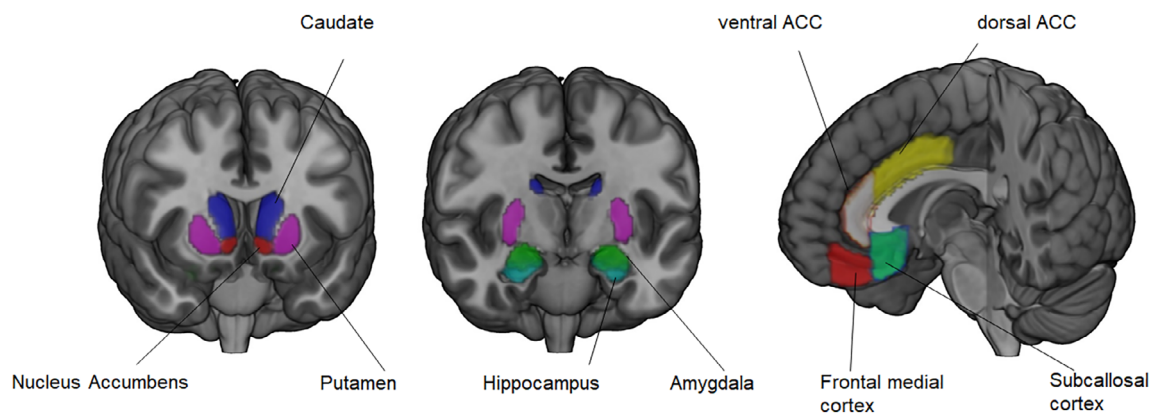 Caudate
ventral ACC
dorsal ACC
Nucleus Accumbens
Putamen
Hippocampus
Amygdala
Frontal medial
cortex
Subcallosal
cortex